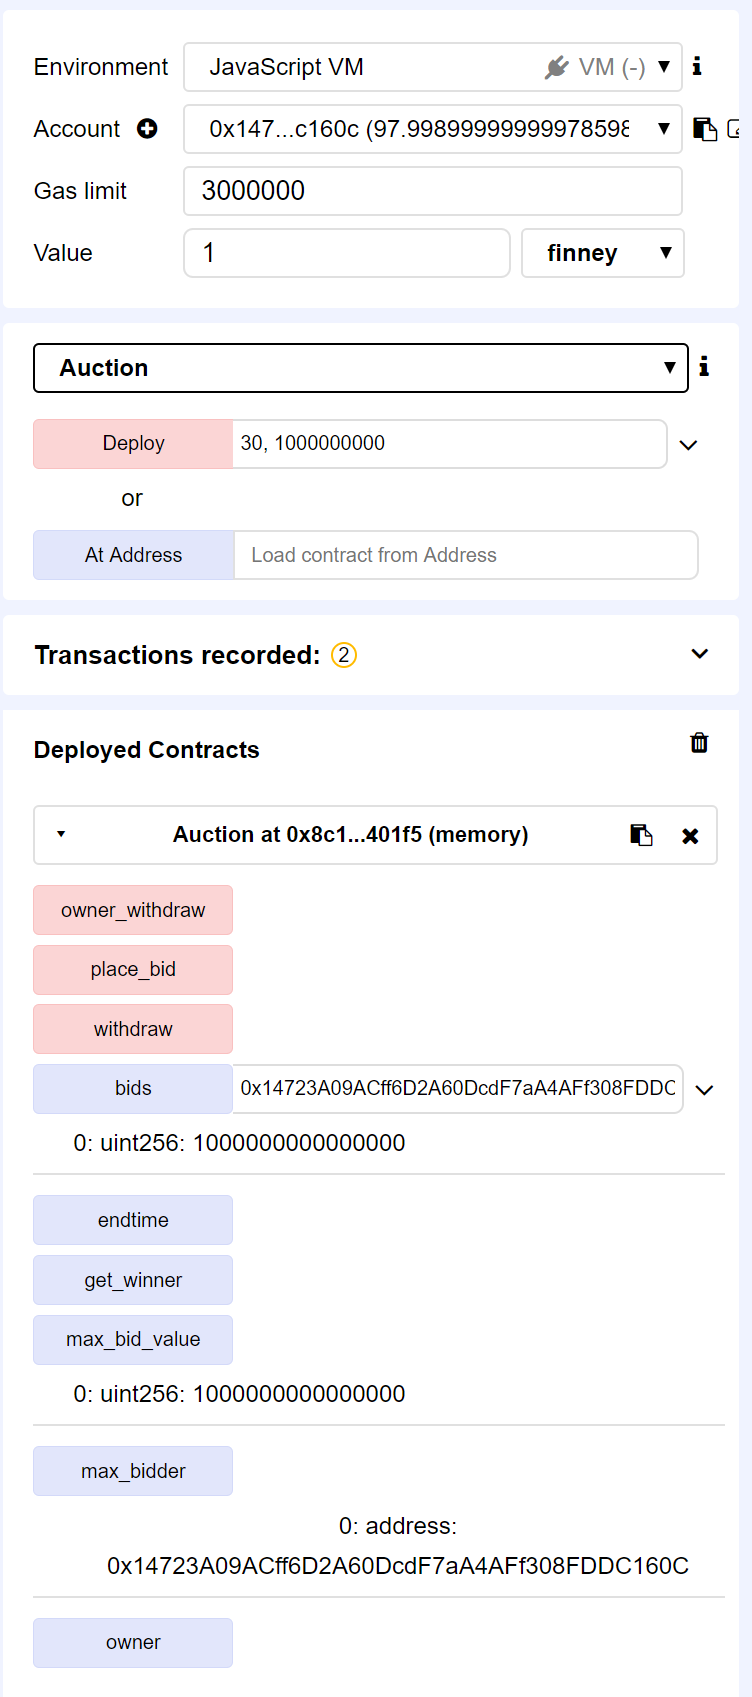 Environment JavaScript VM VM (-)
Account 0x147...c160c (97.99899999999978598
Gas limit 3000000
Value 1 finney
Auction
Deploy 30, 1000000000
or
At Address Load contract from Address
Transactions recorded: 2
Deployed Contracts
Auction at 0x8c1...401f5 (memory)
owner_withdraw
place_bid
withdraw
bids 0x14723A09ACff6D2A60DcdF7aA4AFf308FDDC
0: uint256: 1000000000000000
endtime
get_winner
max_bid_value
0: uint256: 1000000000000000
max_bidder
0: address:
0x14723A09ACff6D2A60DcdF7aA4AFf308FDDC160C
owner